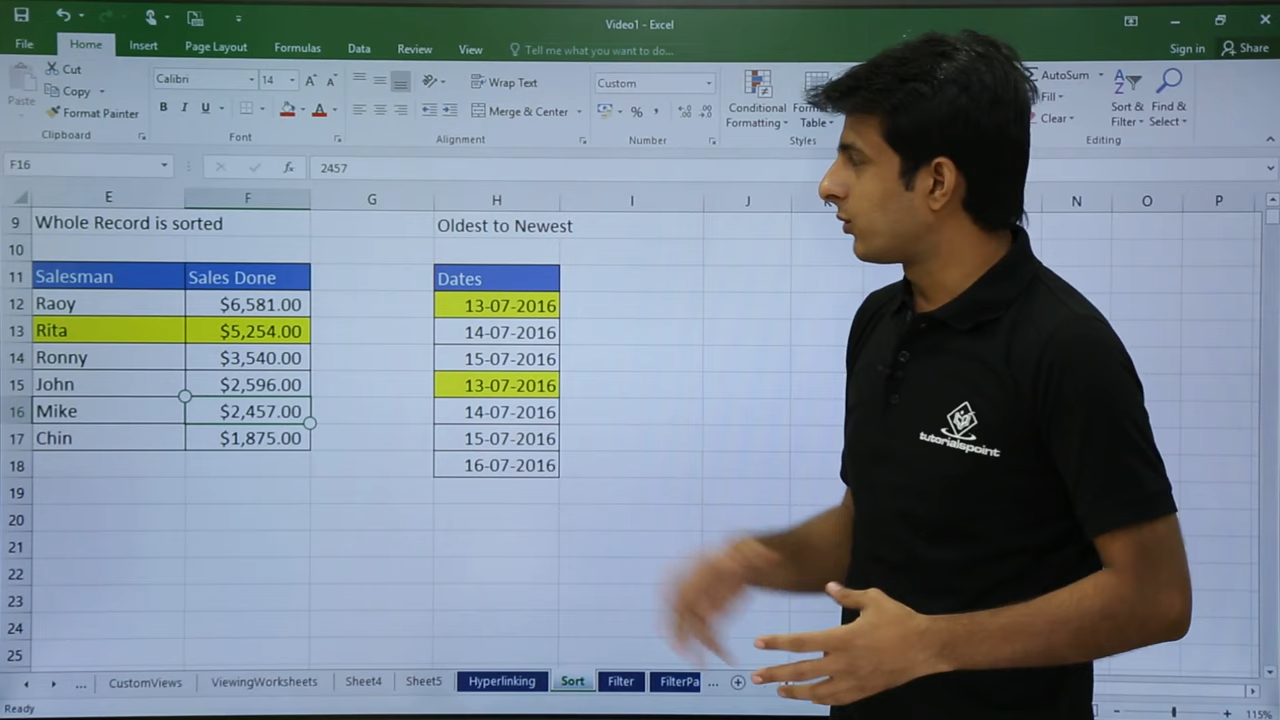 Video1 - Excel
File Home Insert Page Layout Formulas Data Review View Tell me what you want to do... Sign in Share
Paste Cut
Copy
Format Painter
Clipboard
Calibri 14
B I U A
Font
Wrap Text
Merge & Center
Alignment
Custom
%
Number
Conditional
Formatting
Table
Styles
AutoSum
Fill
Clear
Sort &
Filter
Find &
Select
Editing
F16 fx 2457
E F G H I J N O P
9 Whole Record is sorted Oldest to Newest
10
11 Salesman Sales Done Dates
12 Raoy $6,581.00 13-07-2016
13 Rita $5,254.00 14-07-2016
14 Ronny $3,540.00 15-07-2016
15 John $2,596.00 13-07-2016
16 Mike $2,457.00 14-07-2016
17 Chin $1,875.00 15-07-2016
18 16-07-2016
19
20
21
22
23
24
25
tutorialspoint
... CustomViews ViewingWorksheets Sheet4 Sheet5 Hyperlinking Sort Filter FilterPa ...
Ready 115%